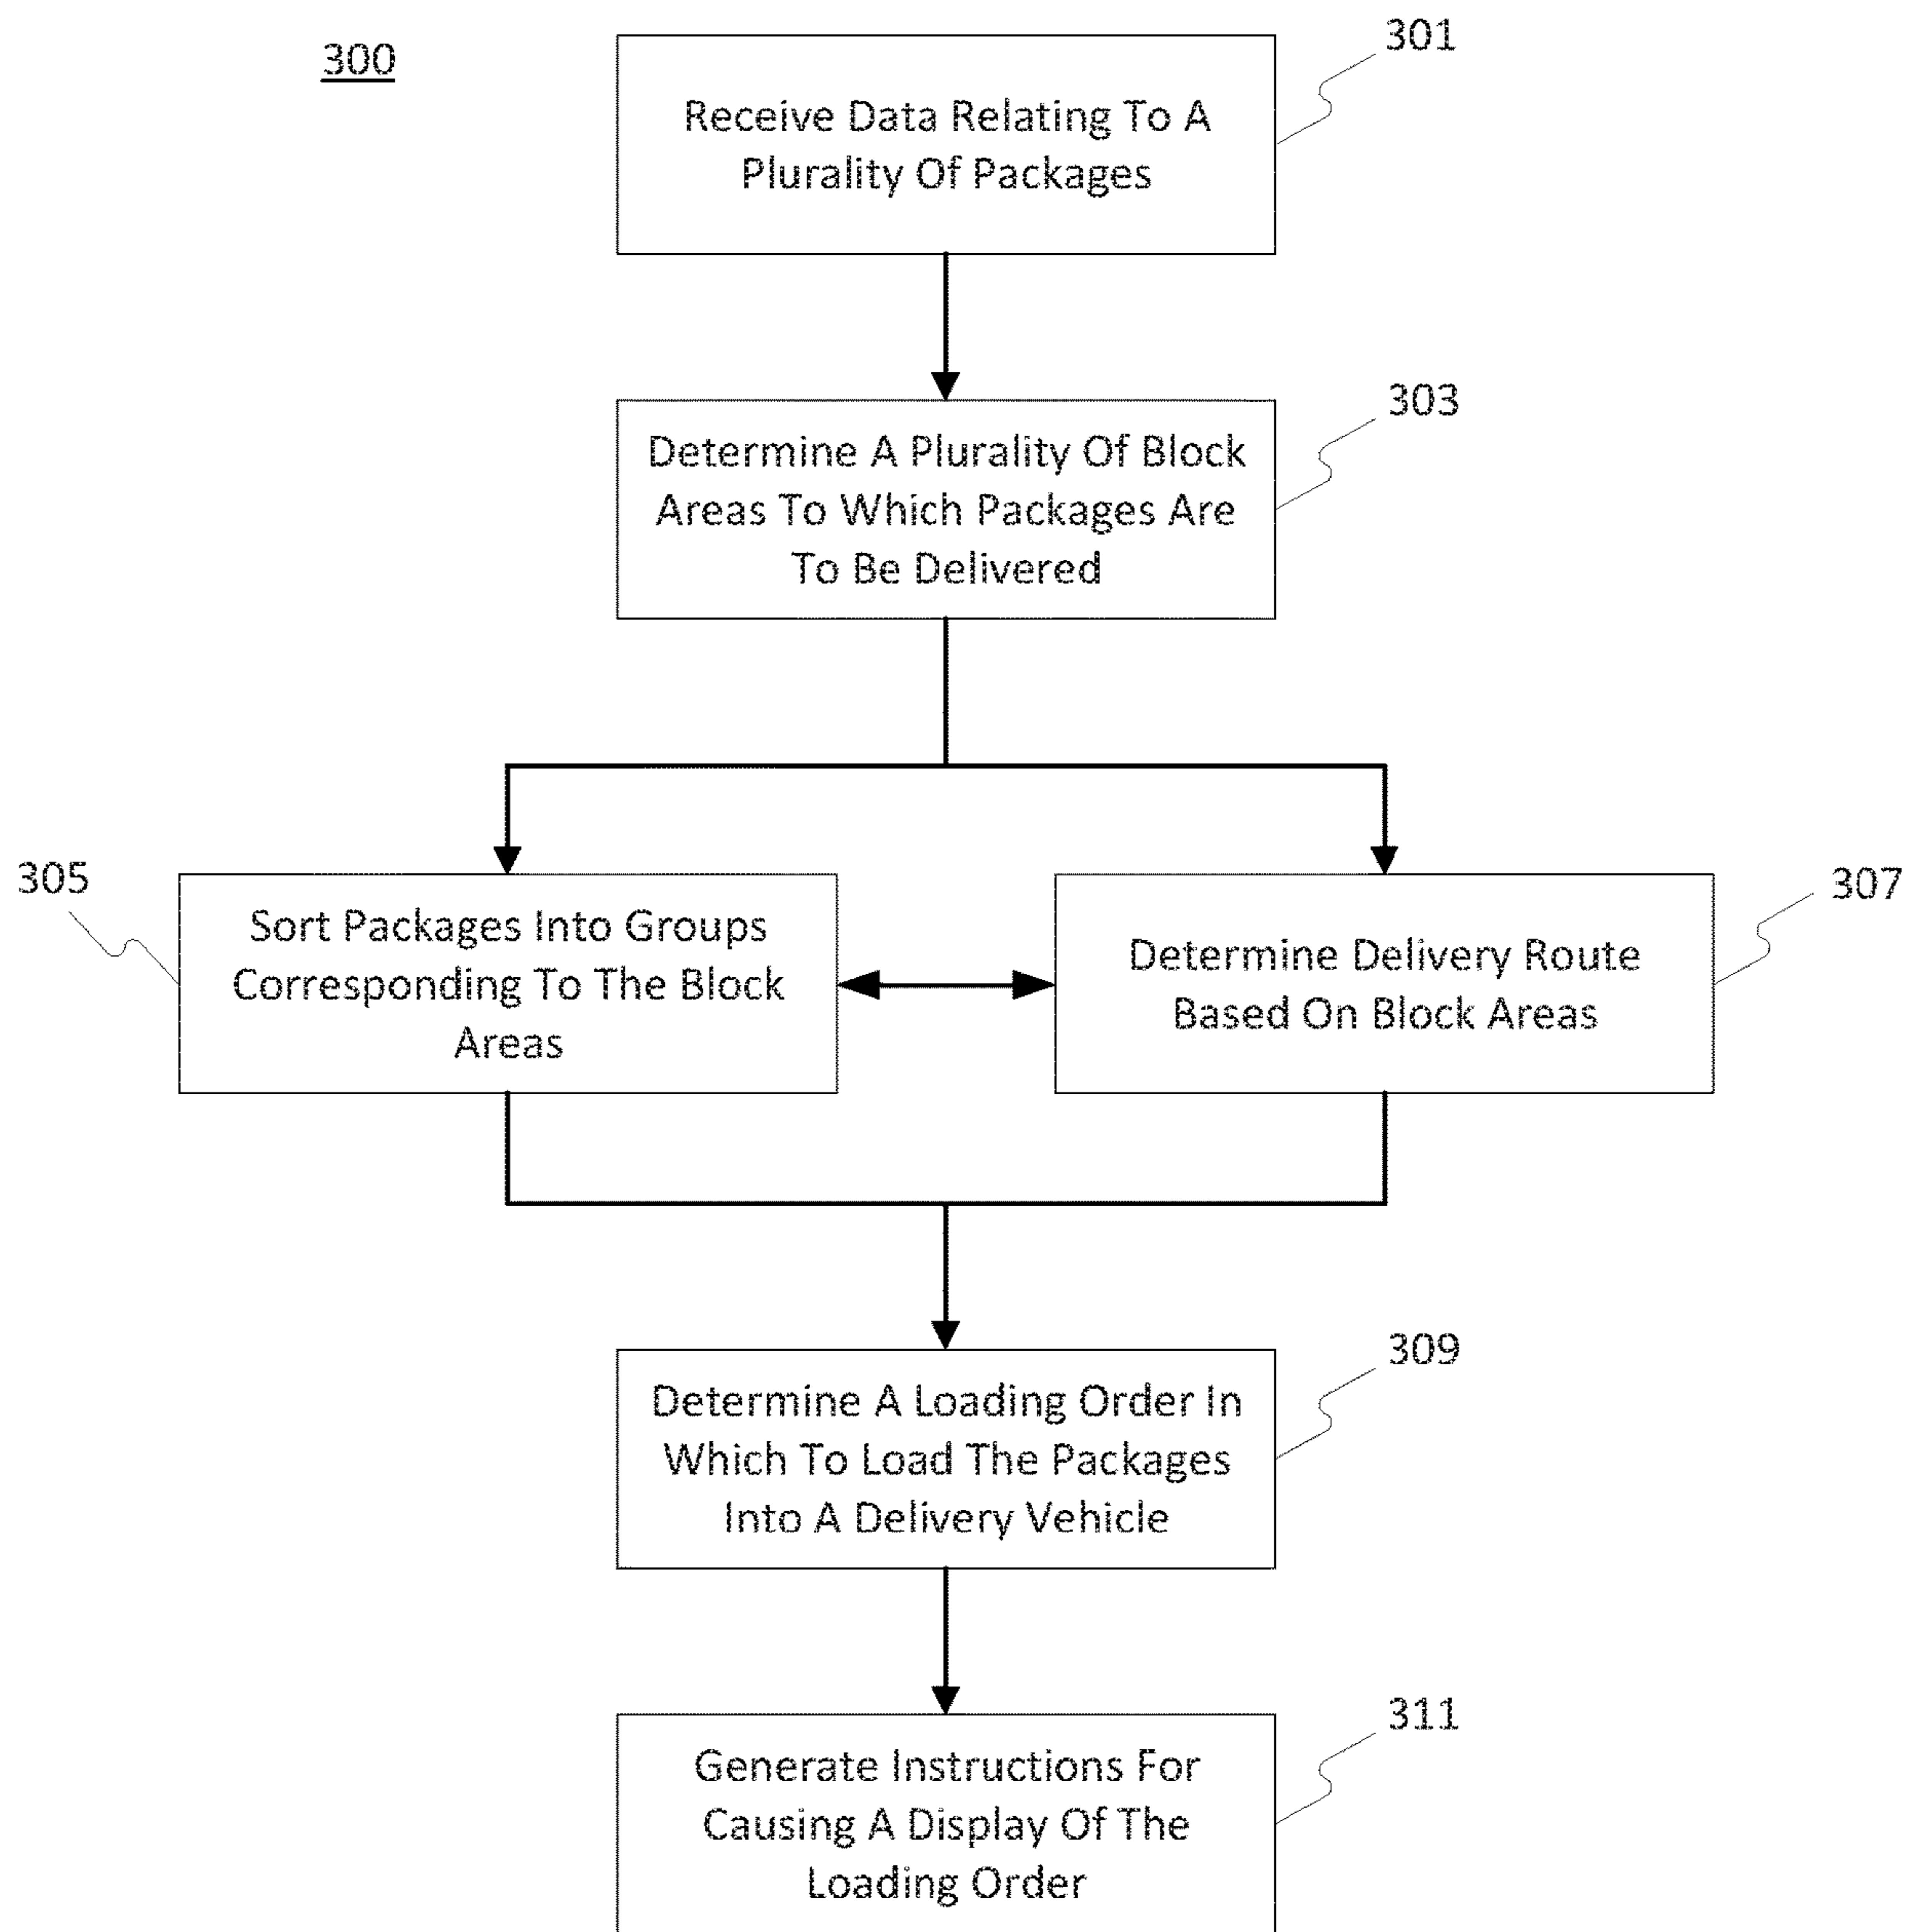 300
301
Receive Data Relating To A
Plurality Of Packages
303
Determine A Plurality Of Block
Areas To Which Packages Are
To Be Delivered
305
Sort Packages Into Groups
Corresponding To The Block
Areas
307
Determine Delivery Route
Based On Block Areas
309
Determine A Loading Order In
Which To Load The Packages
Into A Delivery Vehicle
311
Generate Instructions For
Causing A Display Of The
Loading Order